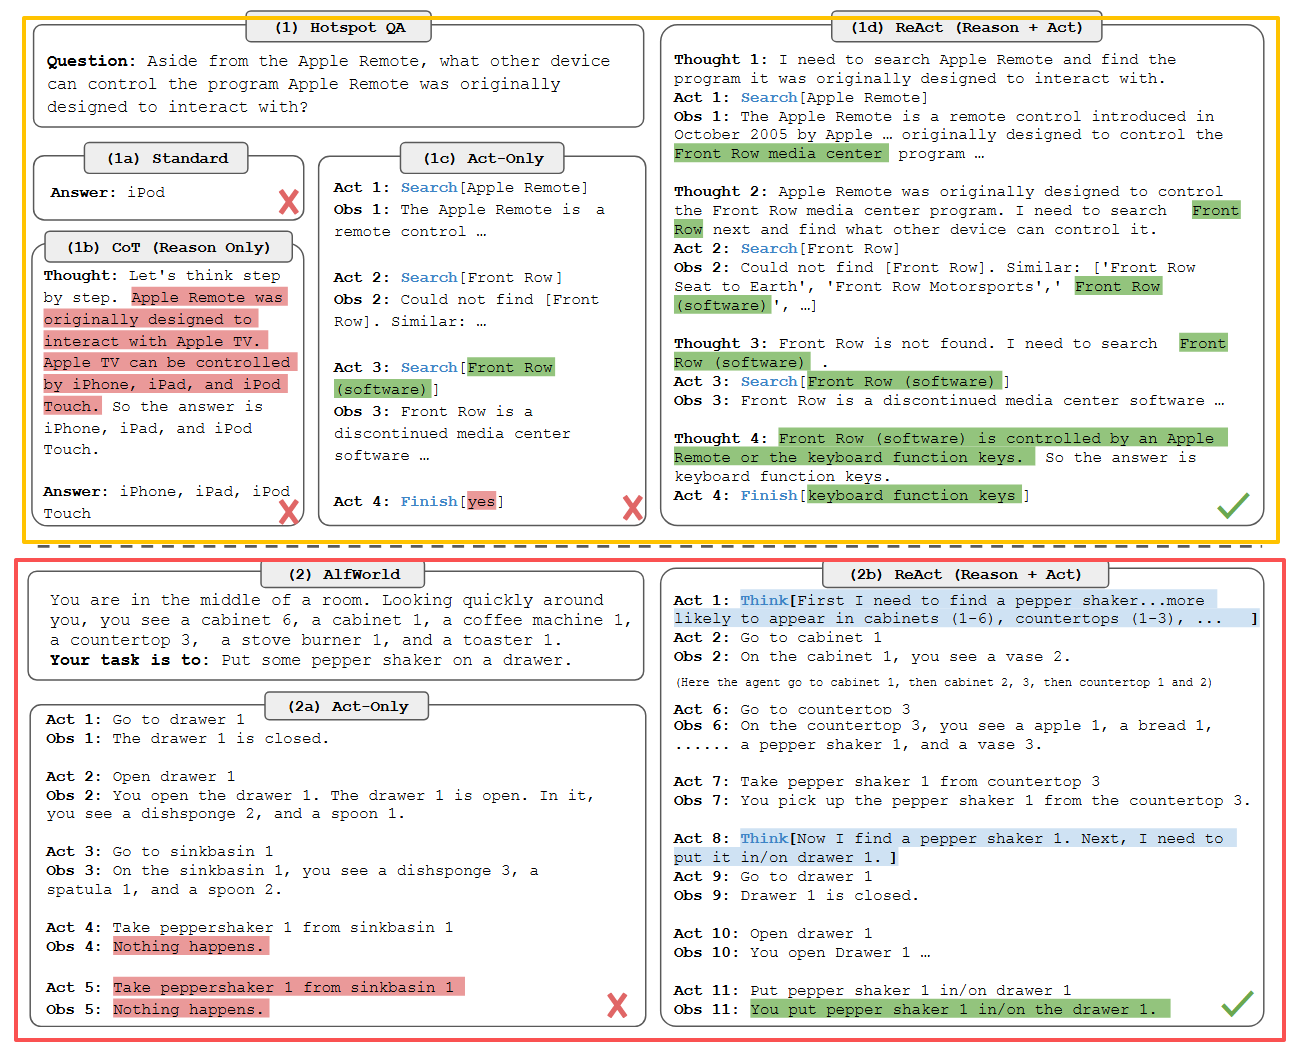 (1) Hotspot QA
Question: Aside from the Apple Remote, what other device
can control the program Apple Remote was originally
designed to interact with?
(1a) Standard
Answer: iPod
(1b) CoT (Reason Only)
Thought: Let's think step
by step. Apple Remote was
originally designed to
interact with Apple TV.
Apple TV can be controlled
by iPhone, iPad, and iPod
Touch. So the answer is
iPhone, iPad, and iPod
Touch.
Answer: iPhone, iPad, iPod
Touch
(1c) Act-Only
Act 1: Search[Apple Remote]
Obs 1: The Apple Remote is a
remote control …
Act 2: Search[Front Row]
Obs 2: Could not find [Front
Row]. Similar: …
Act 3: Search[Front Row
(software)]
Obs 3: Front Row is a
discontinued media center
software …
Act 4: Finish[yes]
(1d) ReAct (Reason + Act)
Thought 1: I need to search Apple Remote and find the
program it was originally designed to interact with.
Act 1: Search[Apple Remote]
Obs 1: The Apple Remote is a remote control introduced in
October 2005 by Apple … originally designed to control the
Front Row media center program …
Thought 2: Apple Remote was originally designed to control
the Front Row media center program. I need to search Front
Row next and find what other device can control it.
Act 2: Search[Front Row]
Obs 2: Could not find [Front Row]. Similar: ['Front Row
Seat to Earth', 'Front Row Motorsports',' Front Row
(software)', …]
Thought 3: Front Row is not found. I need to search Front
Row (software) .
Act 3: Search[Front Row (software)]
Obs 3: Front Row is a discontinued media center software …
Thought 4: Front Row (software) is controlled by an Apple
Remote or the keyboard function keys. So the answer is
keyboard function keys.
Act 4: Finish[keyboard function keys]
(2) AlfWorld
You are in the middle of a room. Looking quickly around
you, you see a cabinet 6, a cabinet 1, a coffee machine 1,
a countertop 3, a stove burner 1, and a toaster 1.
Your task is to: Put some pepper shaker on a drawer.
(2a) Act-Only
Act 1: Go to drawer 1
Obs 1: The drawer 1 is closed.
Act 2: Open drawer 1
Obs 2: You open the drawer 1. The drawer 1 is open. In it,
you see a dishsponge 2, and a spoon 1.
Act 3: Go to sinkbasin 1
Obs 3: On the sinkbasin 1, you see a dishsponge 3, a
spatula 1, and a spoon 2.
Act 4: Take peppershaker 1 from sinkbasin 1
Obs 4: Nothing happens.
Act 5: Take peppershaker 1 from sinkbasin 1
Obs 5: Nothing happens.
(2b) ReAct (Reason + Act)
Act 1: Think[First I need to find a pepper shaker...more
likely to appear in cabinets (1-6), countertops (1-3), ... ]
Act 2: Go to cabinet 1
Obs 2: On the cabinet 1, you see a vase 2.
(Here the agent go to cabinet 1, then cabinet 2, 3, then countertop 1 and 2)
Act 6: Go to countertop 3
Obs 6: On the countertop 3, you see a apple 1, a bread 1,
...... a pepper shaker 1, and a vase 3.
Act 7: Take pepper shaker 1 from countertop 3
Obs 7: You pick up the pepper shaker 1 from the countertop 3.
Act 8: Think[Now I find a pepper shaker 1. Next, I need to
put it in/on drawer 1. ]
Act 9: Go to drawer 1
Obs 9: Drawer 1 is closed.
Act 10: Open drawer 1
Obs 10: You open Drawer 1 …
Act 11: Put pepper shaker 1 in/on drawer 1
Obs 11: You put pepper shaker 1 in/on the drawer 1.